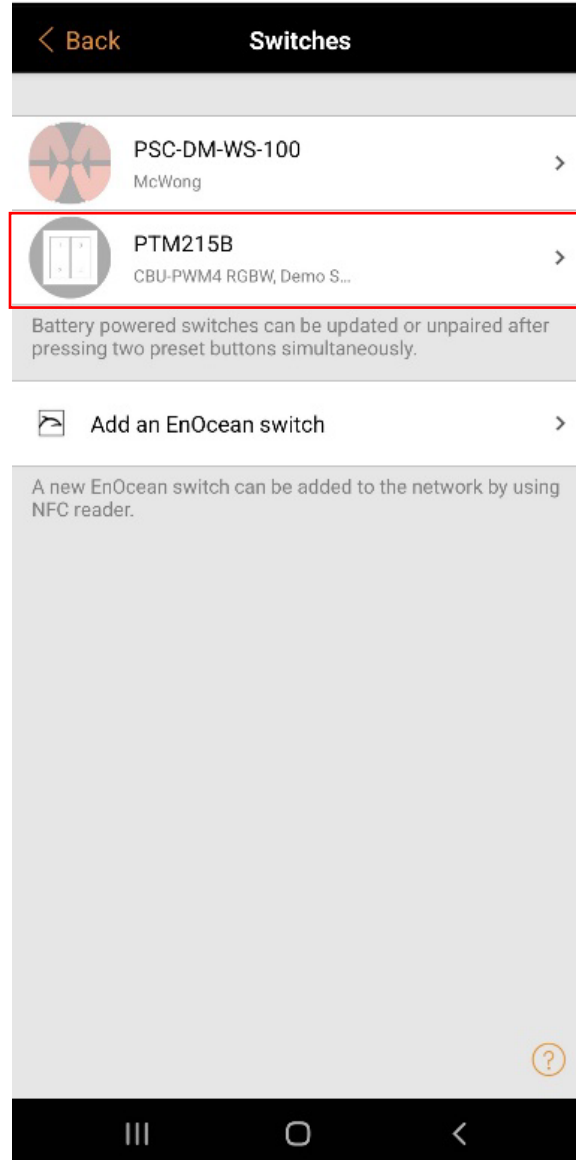 Back
Switches
PSC-DM-WS-100
McWong
PTM215B
CBU-PWM4 RGBW, Demo S...
Battery powered switches can be updated or unpaired after
pressing two preset buttons simultaneously.
Add an EnOcean switch
A new EnOcean switch can be added to the network by using
NFC reader.
?